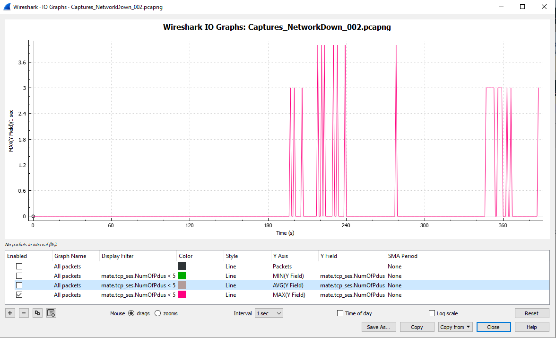 Wireshark · IO Graphs · Captures_NetworkDown_002.pcapng
Wireshark IO Graphs: Captures_NetworkDown_002.pcapng
MAX(Y Field)/1 sec
3.6
3
2.4
1.8
1.2
0.6
0
0 60 120 180 240 300 360
Time (s)
Enabled Graph Name Display Filter Color Style Y Axis Y Field SMA Period
All packets Line Packets None
All packets mate.tcp_ses.NumOfPdus < 5 Line MIN(Y Field) mate.tcp_ses.NumOfPdus None
All packets mate.tcp_ses.NumOfPdus < 5 Line AVG(Y Field) mate.tcp_ses.NumOfPdus None
All packets mate.tcp_ses.NumOfPdus < 5 Line MAX(Y Field) mate.tcp_ses.NumOfPdus None
Mouse drags zooms Interval 1 sec Time of day Log scale Reset
Save As... Copy Copy from Close Help